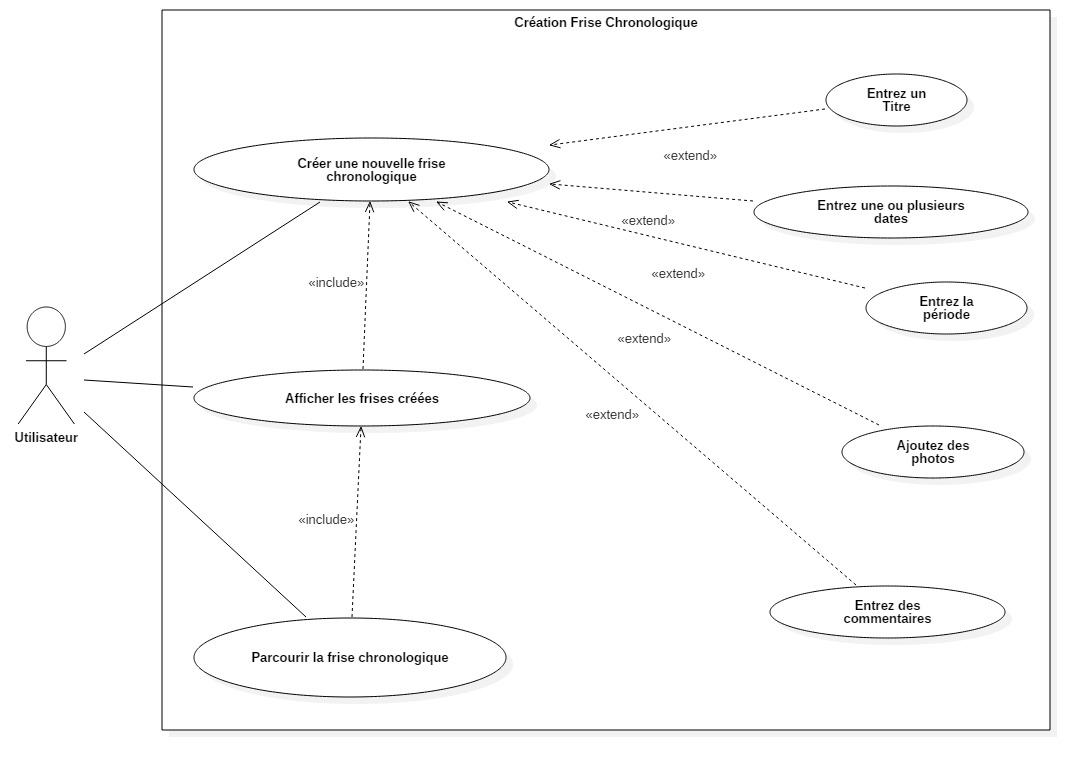 Création Frise Chronologique
Entrez un
Titre
«extend»
Créer une nouvelle frise
chronologique
Entrez une ou plusieurs
dates
«extend»
«extend»
«include»
Entrez la
période
«extend»
Afficher les frises créées
«extend»
Utilisateur
Ajoutez des
photos
«include»
Entrez des
commentaires
Parcourir la frise chronologique